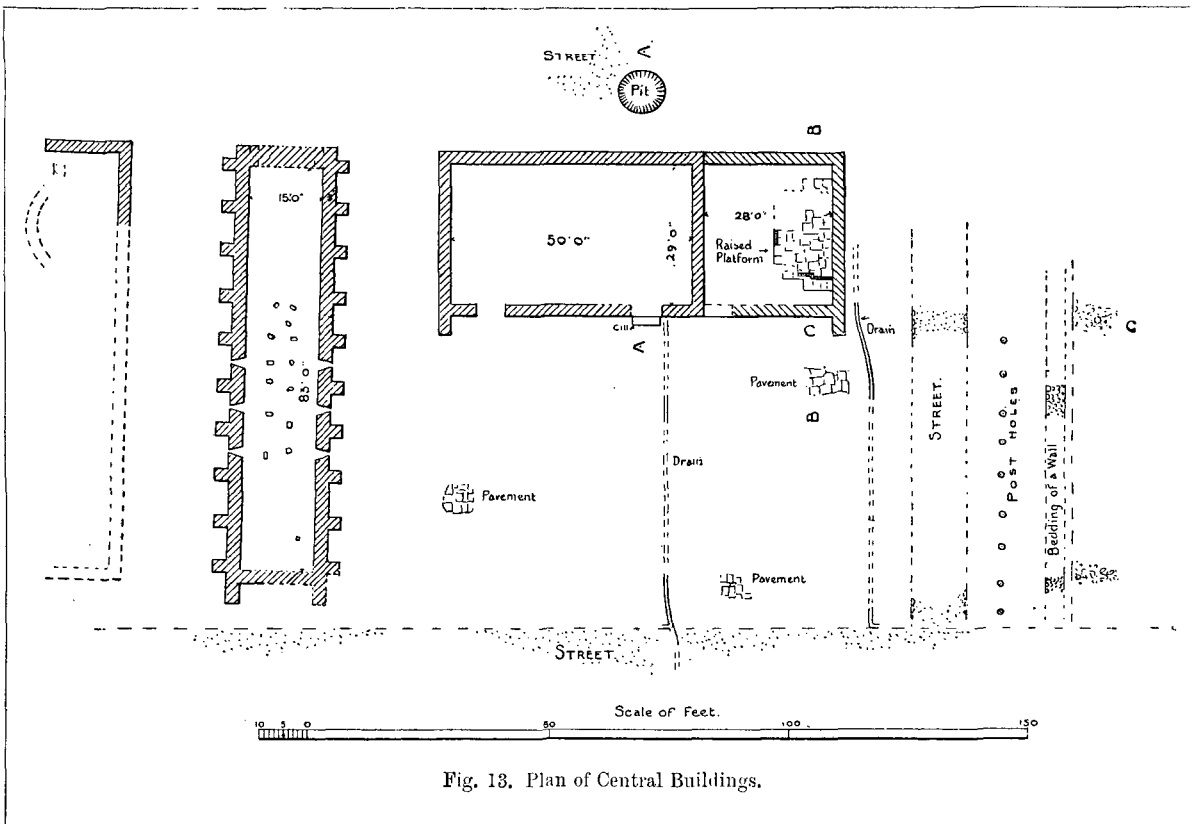 STREET A
Pit
B
15'.0"
50'.0"
29'.0"
28'.0"
Raised
Platform
Cill
A
C
Drain
C
Pavement
B
83'.0"
STREET.
POST HOLES
Bedding of a Wall
Drain
Pavement
Pavement
STREET.
Scale of Feet.
10 5 0 50 100 150
Fig. 13. Plan of Central Buildings.